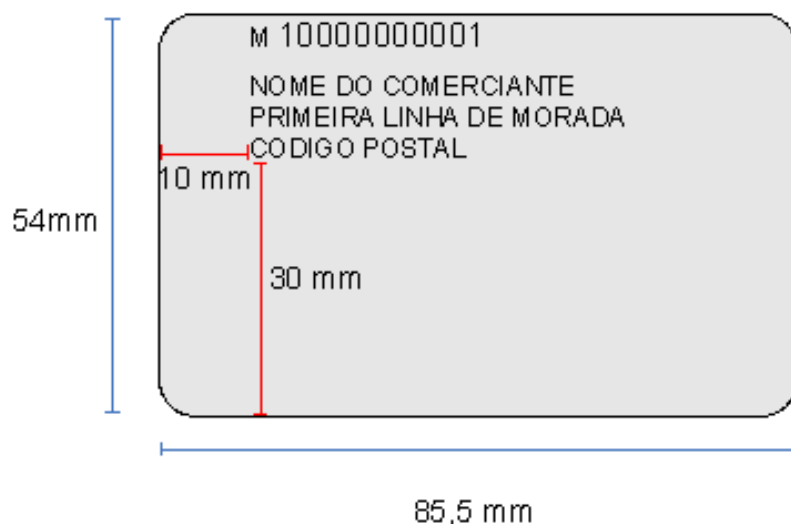 M 10000000001
NOME DO COMERCIANTE
PRIMEIRA LINHA DE MORADA
CODIGO POSTAL
10 mm
54mm
30 mm
85,5 mm